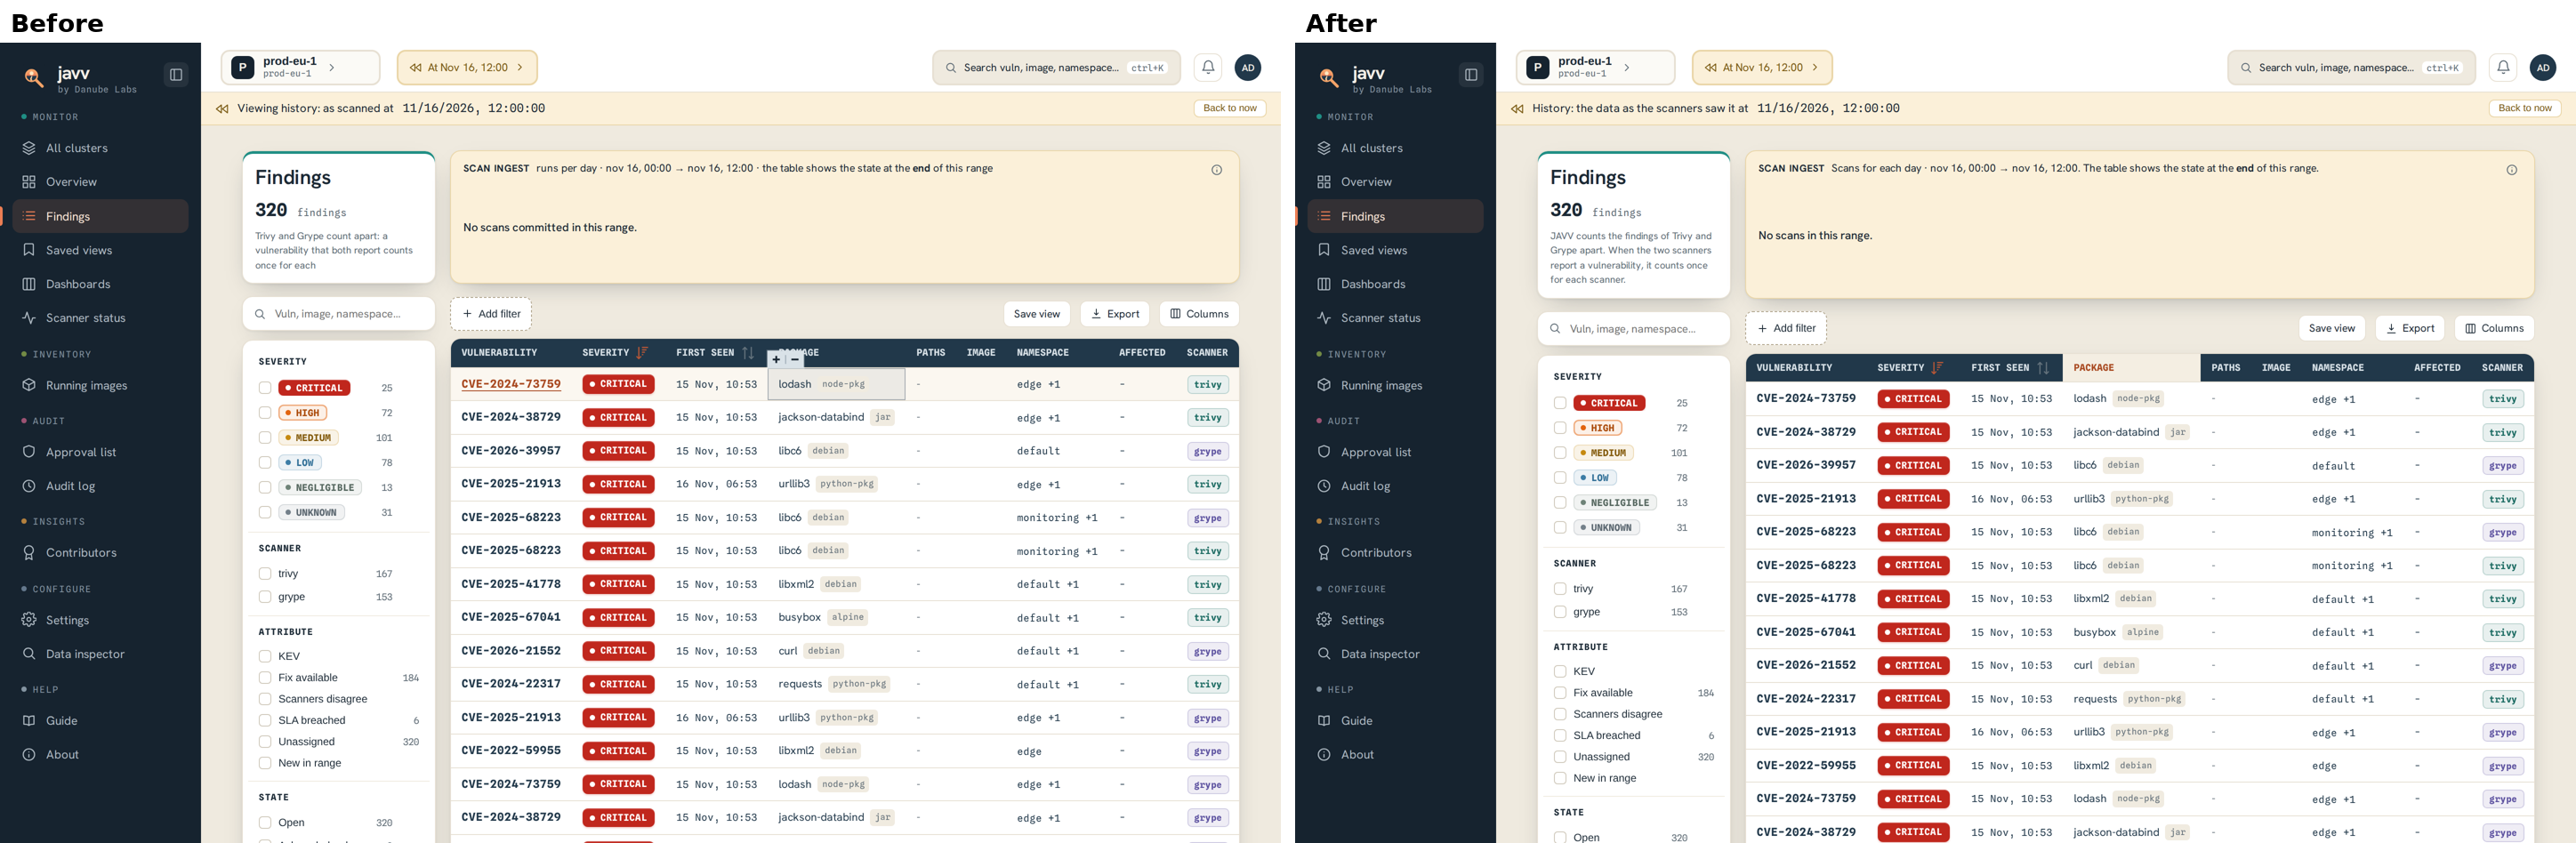 Before
javv
by Danube Labs
MONITOR
All clusters
Overview
Findings
Saved views
Dashboards
Scanner status
INVENTORY
Running images
AUDIT
Approval list
Audit log
INSIGHTS
Contributors
CONFIGURE
Settings
Data inspector
HELP
Guide
About
P prod-eu-1
prod-eu-1
At Nov 16, 12:00
Search vuln, image, namespace... ctrl+K
AD
Viewing history: as scanned at 11/16/2026, 12:00:00
Back to now
Findings
320 findings
Trivy and Grype count apart: a
vulnerability that both report counts
once for each
SCAN INGEST runs per day · nov 16, 00:00 → nov 16, 12:00 · the table shows the state at the end of this range
No scans committed in this range.
Vuln, image, namespace...
+ Add filter
Save view
Export
Columns
SEVERITY
CRITICAL 25
HIGH 72
MEDIUM 101
LOW 78
NEGLIGIBLE 13
UNKNOWN 31
SCANNER
trivy 167
grype 153
ATTRIBUTE
KEV
Fix available 184
Scanners disagree
SLA breached 6
Unassigned 320
New in range
STATE
Open 320
VULNERABILITY SEVERITY FIRST SEEN PATHS IMAGE NAMESPACE AFFECTED SCANNER
+ | −
CVE-2024-73759 CRITICAL 15 Nov, 10:53 lodash node-pkg - edge +1 - trivy
CVE-2024-38729 CRITICAL 15 Nov, 10:53 jackson-databind jar - edge +1 - trivy
CVE-2026-39957 CRITICAL 15 Nov, 10:53 libc6 debian - default - grype
CVE-2025-21913 CRITICAL 16 Nov, 06:53 urllib3 python-pkg - edge +1 - trivy
CVE-2025-68223 CRITICAL 15 Nov, 10:53 libc6 debian - monitoring +1 - grype
CVE-2025-68223 CRITICAL 15 Nov, 10:53 libc6 debian - monitoring +1 - trivy
CVE-2025-41778 CRITICAL 15 Nov, 10:53 libxml2 debian - default +1 - trivy
CVE-2025-67041 CRITICAL 15 Nov, 10:53 busybox alpine - default +1 - trivy
CVE-2026-21552 CRITICAL 15 Nov, 10:53 curl debian - default +1 - grype
CVE-2024-22317 CRITICAL 15 Nov, 10:53 requests python-pkg - default +1 - trivy
CVE-2025-21913 CRITICAL 16 Nov, 06:53 urllib3 python-pkg - edge +1 - grype
CVE-2022-59955 CRITICAL 15 Nov, 10:53 libxml2 debian - edge - grype
CVE-2024-73759 CRITICAL 15 Nov, 10:53 lodash node-pkg - edge +1 - grype
CVE-2024-38729 CRITICAL 15 Nov, 10:53 jackson-databind jar - edge +1 - grype
After
javv
by Danube Labs
MONITOR
All clusters
Overview
Findings
Saved views
Dashboards
Scanner status
INVENTORY
Running images
AUDIT
Approval list
Audit log
INSIGHTS
Contributors
CONFIGURE
Settings
Data inspector
HELP
Guide
About
P prod-eu-1
prod-eu-1
At Nov 16, 12:00
Search vuln, image, namespace... ctrl+K
AD
History: the data as the scanners saw it at 11/16/2026, 12:00:00
Back to now
Findings
320 findings
JAVV counts the findings of Trivy and
Grype apart. When the two scanners
report a vulnerability, it counts once
for each scanner.
SCAN INGEST Scans for each day · nov 16, 00:00 → nov 16, 12:00. The table shows the state at the end of this range.
No scans in this range.
Vuln, image, namespace...
+ Add filter
Save view
Export
Columns
SEVERITY
CRITICAL 25
HIGH 72
MEDIUM 101
LOW 78
NEGLIGIBLE 13
UNKNOWN 31
SCANNER
trivy 167
grype 153
ATTRIBUTE
KEV
Fix available 184
Scanners disagree
SLA breached 6
Unassigned 320
New in range
STATE
Open 320
VULNERABILITY SEVERITY FIRST SEEN PACKAGE PATHS IMAGE NAMESPACE AFFECTED SCANNER
CVE-2024-73759 CRITICAL 15 Nov, 10:53 lodash node-pkg - edge +1 - trivy
CVE-2024-38729 CRITICAL 15 Nov, 10:53 jackson-databind jar - edge +1 - trivy
CVE-2026-39957 CRITICAL 15 Nov, 10:53 libc6 debian - default - grype
CVE-2025-21913 CRITICAL 16 Nov, 06:53 urllib3 python-pkg - edge +1 - trivy
CVE-2025-68223 CRITICAL 15 Nov, 10:53 libc6 debian - monitoring +1 - grype
CVE-2025-68223 CRITICAL 15 Nov, 10:53 libc6 debian - monitoring +1 - trivy
CVE-2025-41778 CRITICAL 15 Nov, 10:53 libxml2 debian - default +1 - trivy
CVE-2025-67041 CRITICAL 15 Nov, 10:53 busybox alpine - default +1 - trivy
CVE-2026-21552 CRITICAL 15 Nov, 10:53 curl debian - default +1 - grype
CVE-2024-22317 CRITICAL 15 Nov, 10:53 requests python-pkg - default +1 - trivy
CVE-2025-21913 CRITICAL 16 Nov, 06:53 urllib3 python-pkg - edge +1 - grype
CVE-2022-59955 CRITICAL 15 Nov, 10:53 libxml2 debian - edge - grype
CVE-2024-73759 CRITICAL 15 Nov, 10:53 lodash node-pkg - edge +1 - grype
CVE-2024-38729 CRITICAL 15 Nov, 10:53 jackson-databind jar - edge +1 - grype